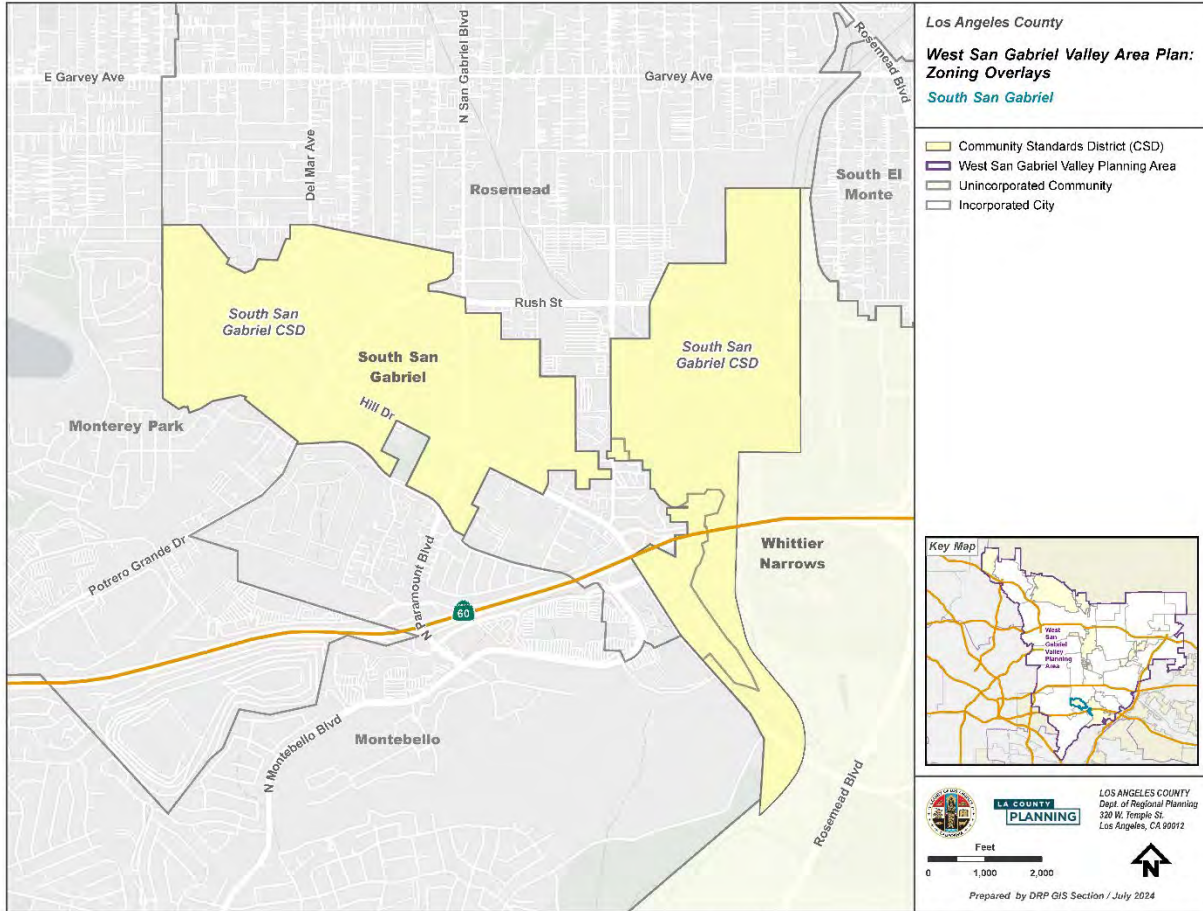 Los Angeles County
West San Gabriel Valley Area Plan:
Zoning Overlays
South San Gabriel
Community Standards District (CSD)
West San Gabriel Valley Planning Area
Unincorporated Community
Incorporated City
E Garvey Ave
Garvey Ave
N San Gabriel Blvd
Rosemead Blvd
Del Mar Ave
Rosemead
South El
Monte
Rush St
South San
Gabriel CSD
South San
Gabriel
South San
Gabriel CSD
Hill Dr
Monterey Park
Potrero Grande Dr
N Paramount Blvd
60
Whittier
Narrows
N Montebello Blvd
Montebello
Rosemead Blvd
Key Map
West
San
Gabriel
Valley
Planning
Area
LA COUNTY
PLANNING
LOS ANGELES COUNTY
Dept. of Regional Planning
320 W. Temple St.
Los Angeles, CA 90012
Feet
0 1,000 2,000
N
Prepared by DRP GIS Section / July 2024